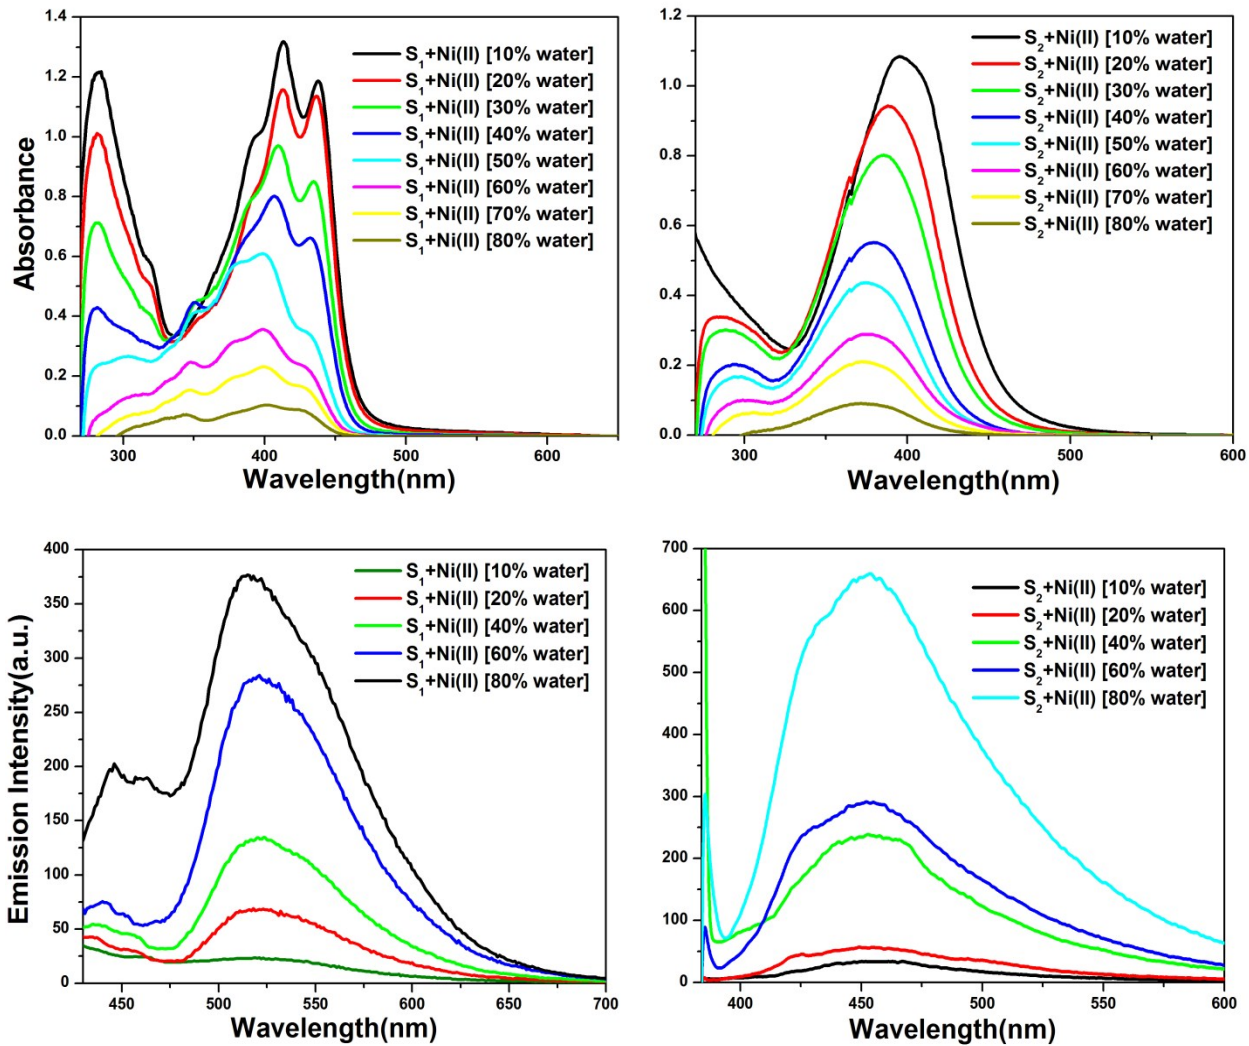 1.4
1.2
1.0
0.8
0.6
0.4
0.2
0.0
Absorbance
S1+Ni(II) [10% water]
S1+Ni(II) [20% water]
S1+Ni(II) [30% water]
S1+Ni(II) [40% water]
S1+Ni(II) [50% water]
S1+Ni(II) [60% water]
S1+Ni(II) [70% water]
S1+Ni(II) [80% water]
300 400 500 600
Wavelength(nm)
1.2
1.0
0.8
0.6
0.4
0.2
0.0
S2+Ni(II) [10% water]
S2+Ni(II) [20% water]
S2+Ni(II) [30% water]
S2+Ni(II) [40% water]
S2+Ni(II) [50% water]
S2+Ni(II) [60% water]
S2+Ni(II) [70% water]
S2+Ni(II) [80% water]
300 400 500 600
Wavelength(nm)
400
350
300
250
200
150
100
50
0
Emission Intensity(a.u.)
S1+Ni(II) [10% water]
S1+Ni(II) [20% water]
S1+Ni(II) [40% water]
S1+Ni(II) [60% water]
S1+Ni(II) [80% water]
450 500 550 600 650 700
Wavelength(nm)
700
600
500
400
300
200
100
0
S2+Ni(II) [10% water]
S2+Ni(II) [20% water]
S2+Ni(II) [40% water]
S2+Ni(II) [60% water]
S2+Ni(II) [80% water]
400 450 500 550 600
Wavelength(nm)